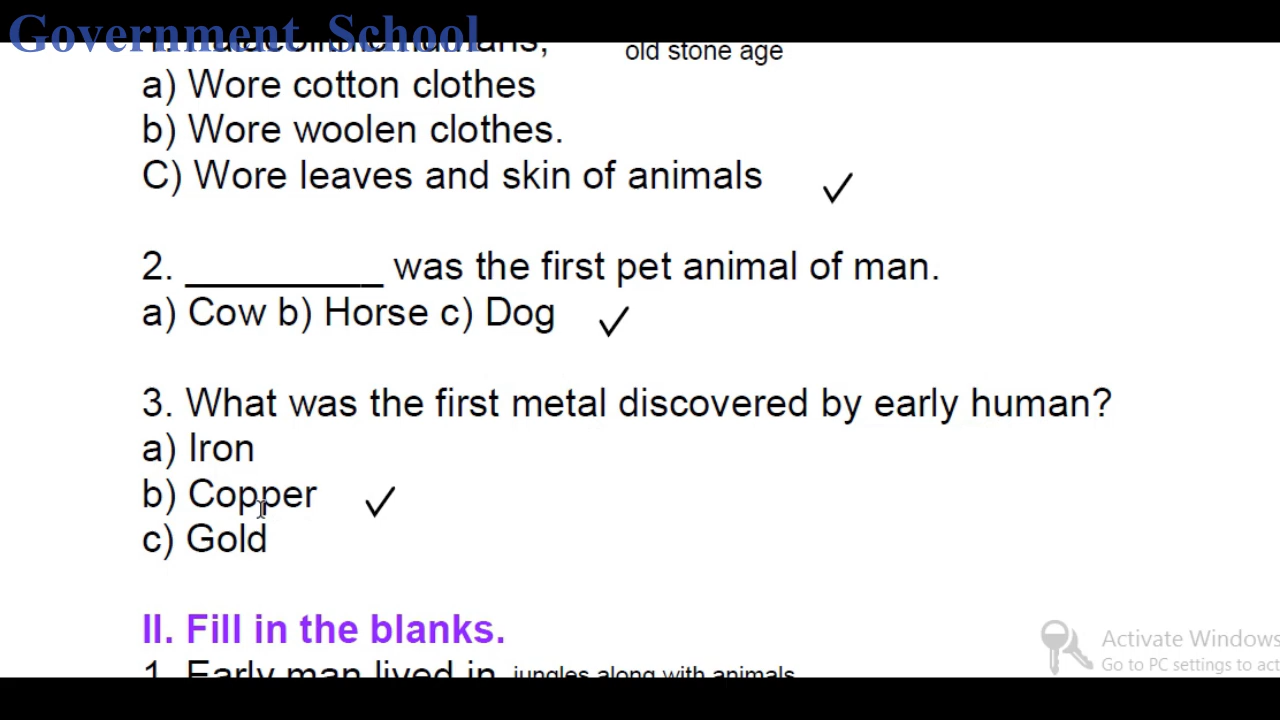 Government School
old stone age
a) Wore cotton clothes
b) Wore woolen clothes.
C) Wore leaves and skin of animals
2. _________ was the first pet animal of man.
a) Cow b) Horse c) Dog
3. What was the first metal discovered by early human?
a) Iron
b) Copper
c) Gold
II. Fill in the blanks.
1. Early man lived in jungles along with animals
Activate Windows
Go to PC settings to act